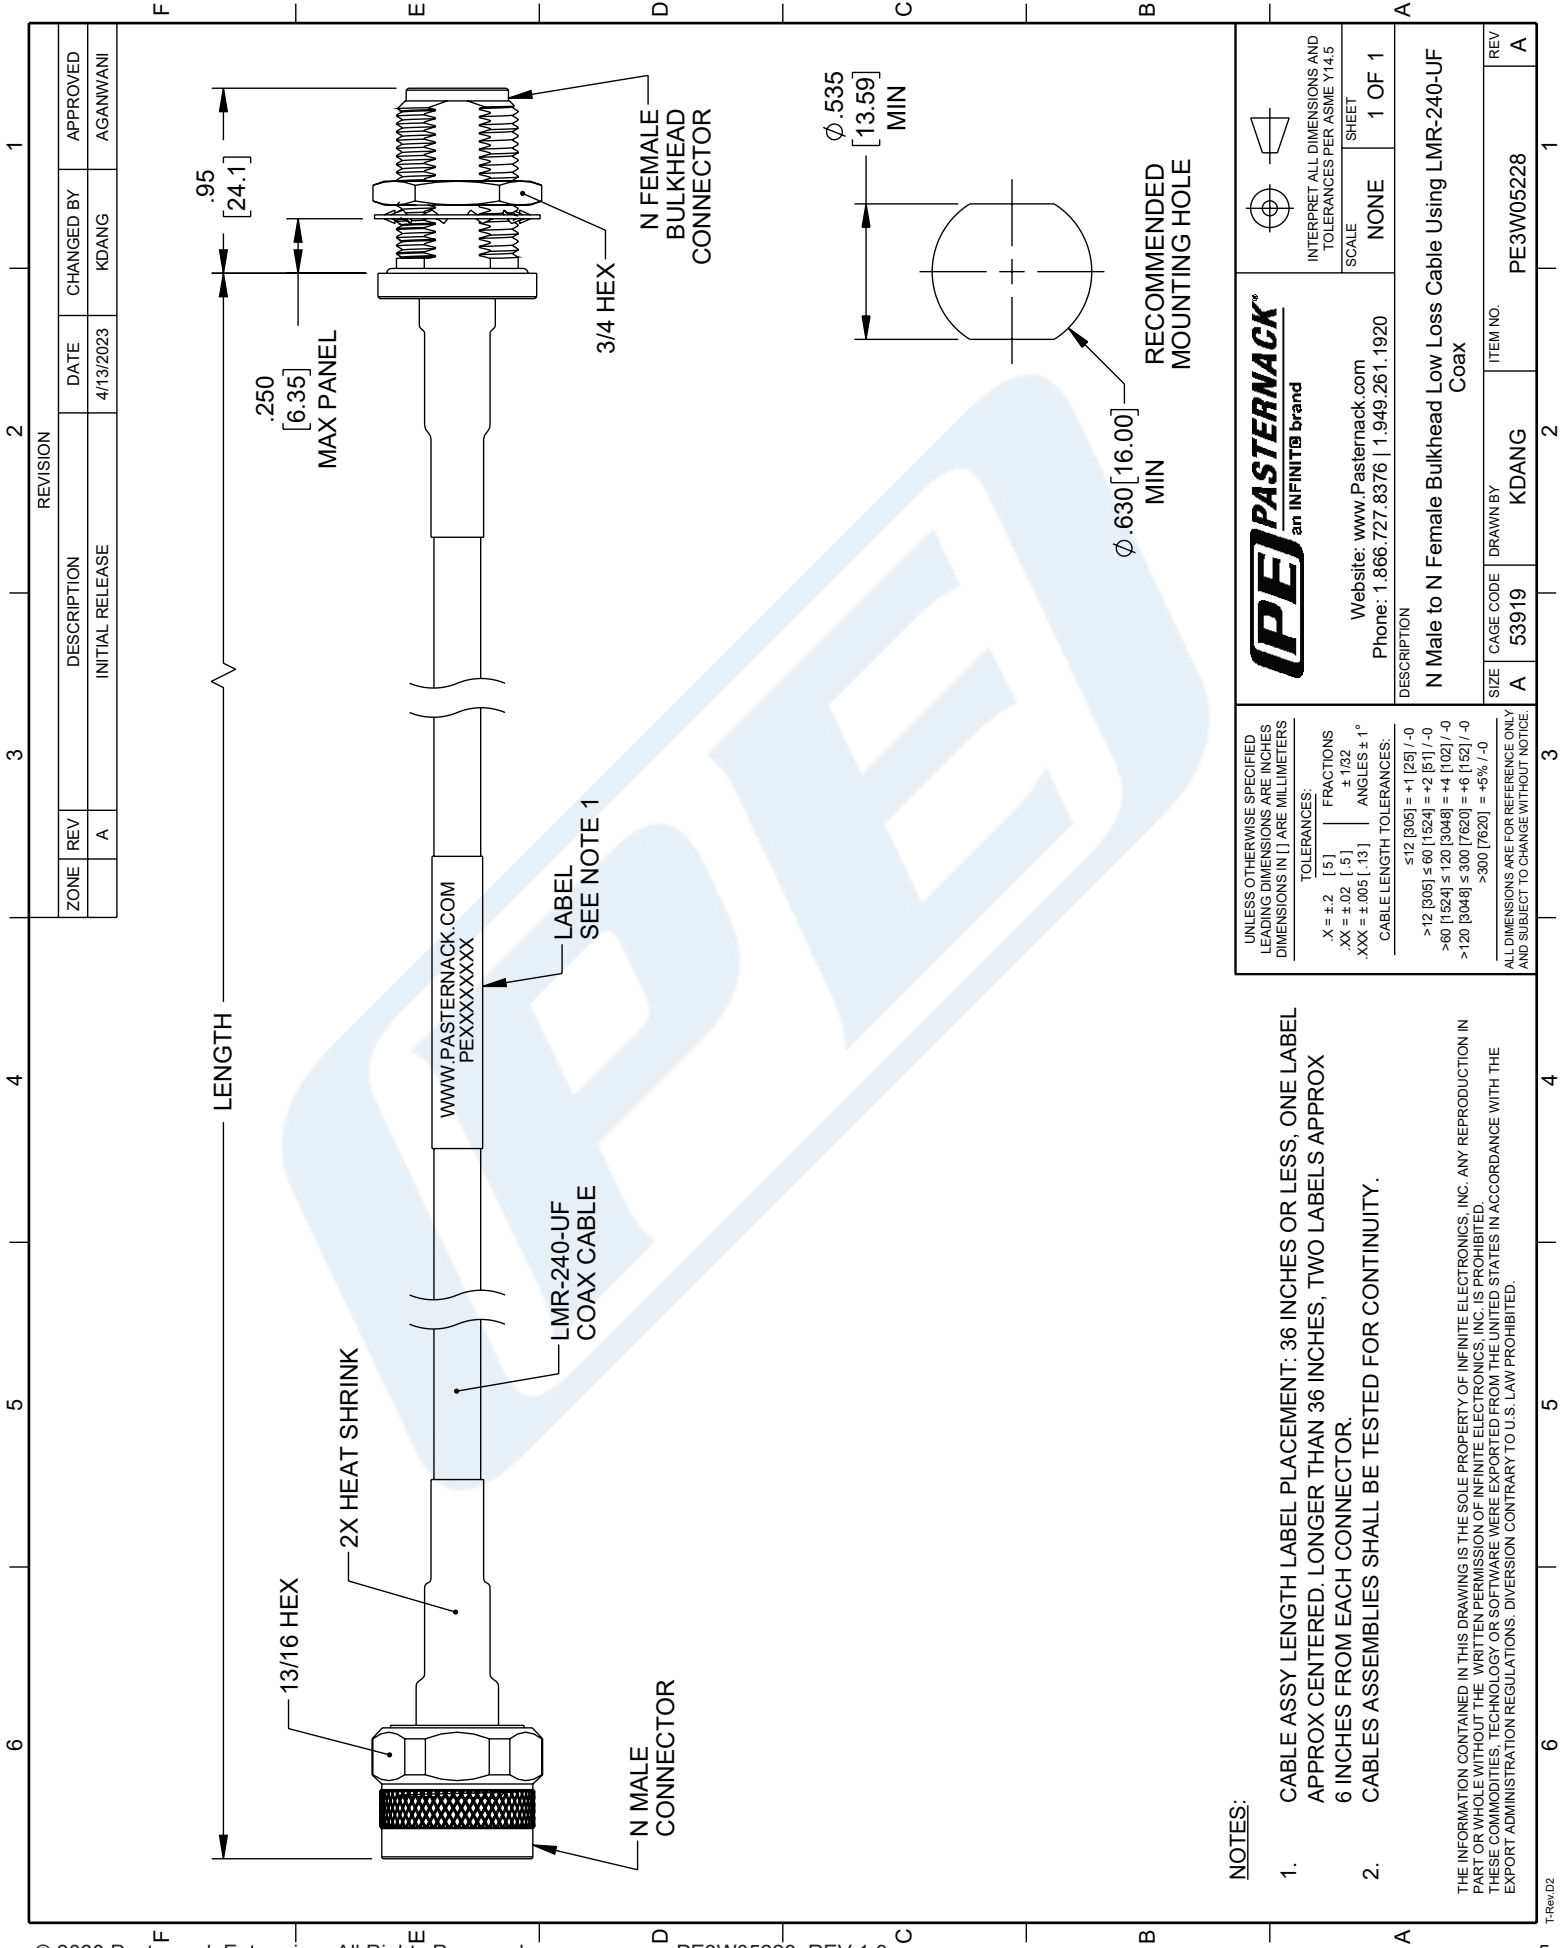 REVISION
ZONE REV DESCRIPTION DATE CHANGED BY APPROVED
A INITIAL RELEASE 4/13/2023 KDANG AGANWANI
6 5 4 3 2 1
F
E
D
C
B
A
LENGTH
.95
[24.1]
.250
[6.35]
MAX PANEL
13/16 HEX
2X HEAT SHRINK
WWW.PASTERNACK.COM
PEXXXXXXXX
N MALE
CONNECTOR
LMR-240-UF
COAX CABLE
LABEL
SEE NOTE 1
3/4 HEX
N FEMALE
BULKHEAD
CONNECTOR
∅.535
[13.59]
MIN
∅.630[16.00]
MIN
RECOMMENDED
MOUNTING HOLE
NOTES:
1. CABLE ASSY LENGTH LABEL PLACEMENT: 36 INCHES OR LESS, ONE LABEL
APPROX CENTERED. LONGER THAN 36 INCHES, TWO LABELS APPROX
6 INCHES FROM EACH CONNECTOR.
2. CABLES ASSEMBLIES SHALL BE TESTED FOR CONTINUITY.
THE INFORMATION CONTAINED IN THIS DRAWING IS THE SOLE PROPERTY OF INFINITE ELECTRONICS, INC. ANY REPRODUCTION IN
PART OR WHOLE WITHOUT THE WRITTEN PERMISSION OF INFINITE ELECTRONICS, INC. IS PROHIBITED.
THESE COMMODITIES, TECHNOLOGY OR SOFTWARE WERE EXPORTED FROM THE UNITED STATES IN ACCORDANCE WITH THE
EXPORT ADMINISTRATION REGULATIONS. DIVERSION CONTRARY TO U.S. LAW PROHIBITED.
UNLESS OTHERWISE SPECIFIED
LEADING DIMENSIONS ARE INCHES
DIMENSIONS IN [ ] ARE MILLIMETERS
TOLERANCES:
.X = ±.2 [5] FRACTIONS
.XX = ±.02 [.5] ± 1/32
.XXX = ±.005 [.13] ANGLES ± 1°
CABLE LENGTH TOLERANCES:
≤12 [305] = +1 [25] / -0
>12 [305] ≤ 60 [1524] = +2 [51] / -0
>60 [1524] ≤ 120 [3048] = +4 [102] / -0
>120 [3048] ≤ 300 [7620] = +6 [152] / -0
>300 [7620] = +5% / -0
ALL DIMENSIONS ARE FOR REFERENCE ONLY
AND SUBJECT TO CHANGE WITHOUT NOTICE.
PE PASTERNACK®
an INFINITE brand
Website: www.Pasternack.com
Phone: 1.866.727.8376 | 1.949.261.1920
INTERPRET ALL DIMENSIONS AND
TOLERANCES PER ASME Y14.5
SCALE SHEET
NONE 1 OF 1
DESCRIPTION
N Male to N Female Bulkhead Low Loss Cable Using LMR-240-UF
Coax
SIZE CAGE CODE DRAWN BY ITEM NO. REV
A 53919 KDANG PE3W05228 A
6 5 4 3 2 1
F
E
D
C
B
A
T-Rev.D2
PE